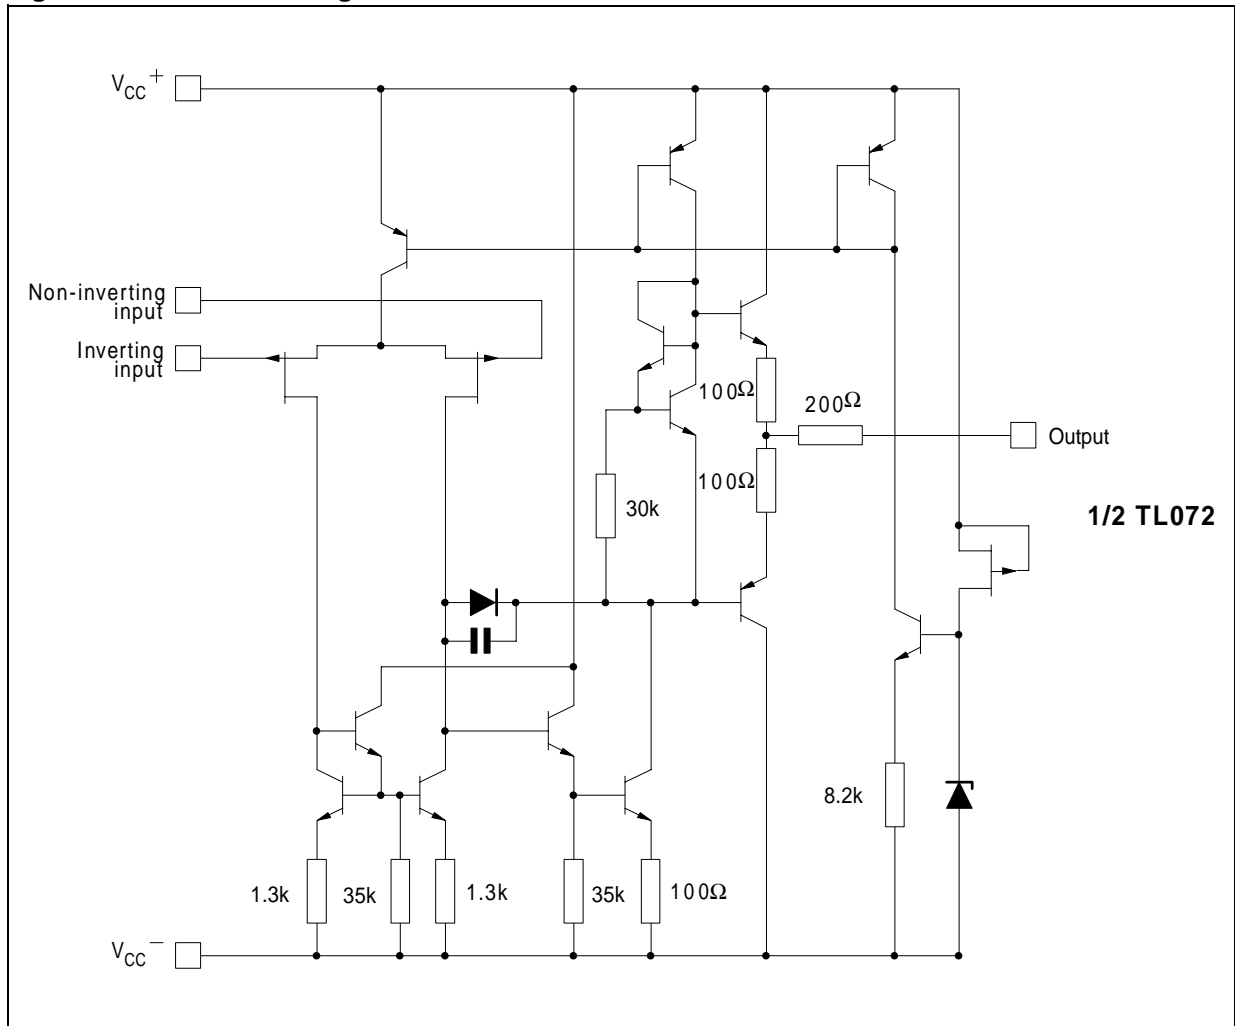 V_CC+
Non-inverting
input
Inverting
input
100Ω
200Ω
Output
100Ω
30k
1/2 TL072
8.2k
1.3k
35k
1.3k
35k
100Ω
V_CC−